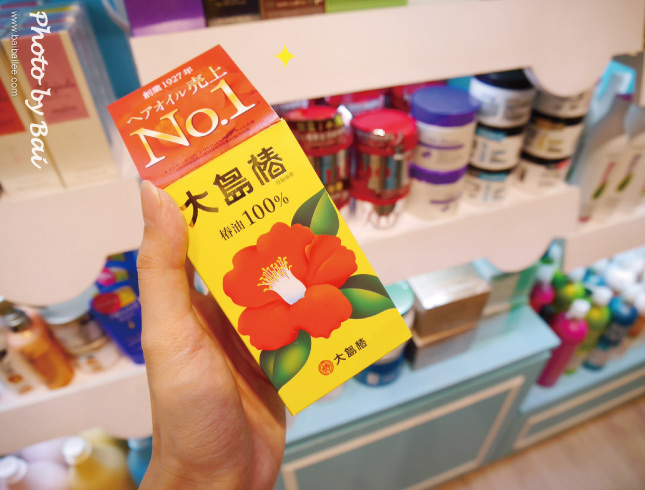 Photo by Bai
www.baibailee.com
創業1927年
ヘアオイル売上
No.1
大島椿
椿油100%
大島椿